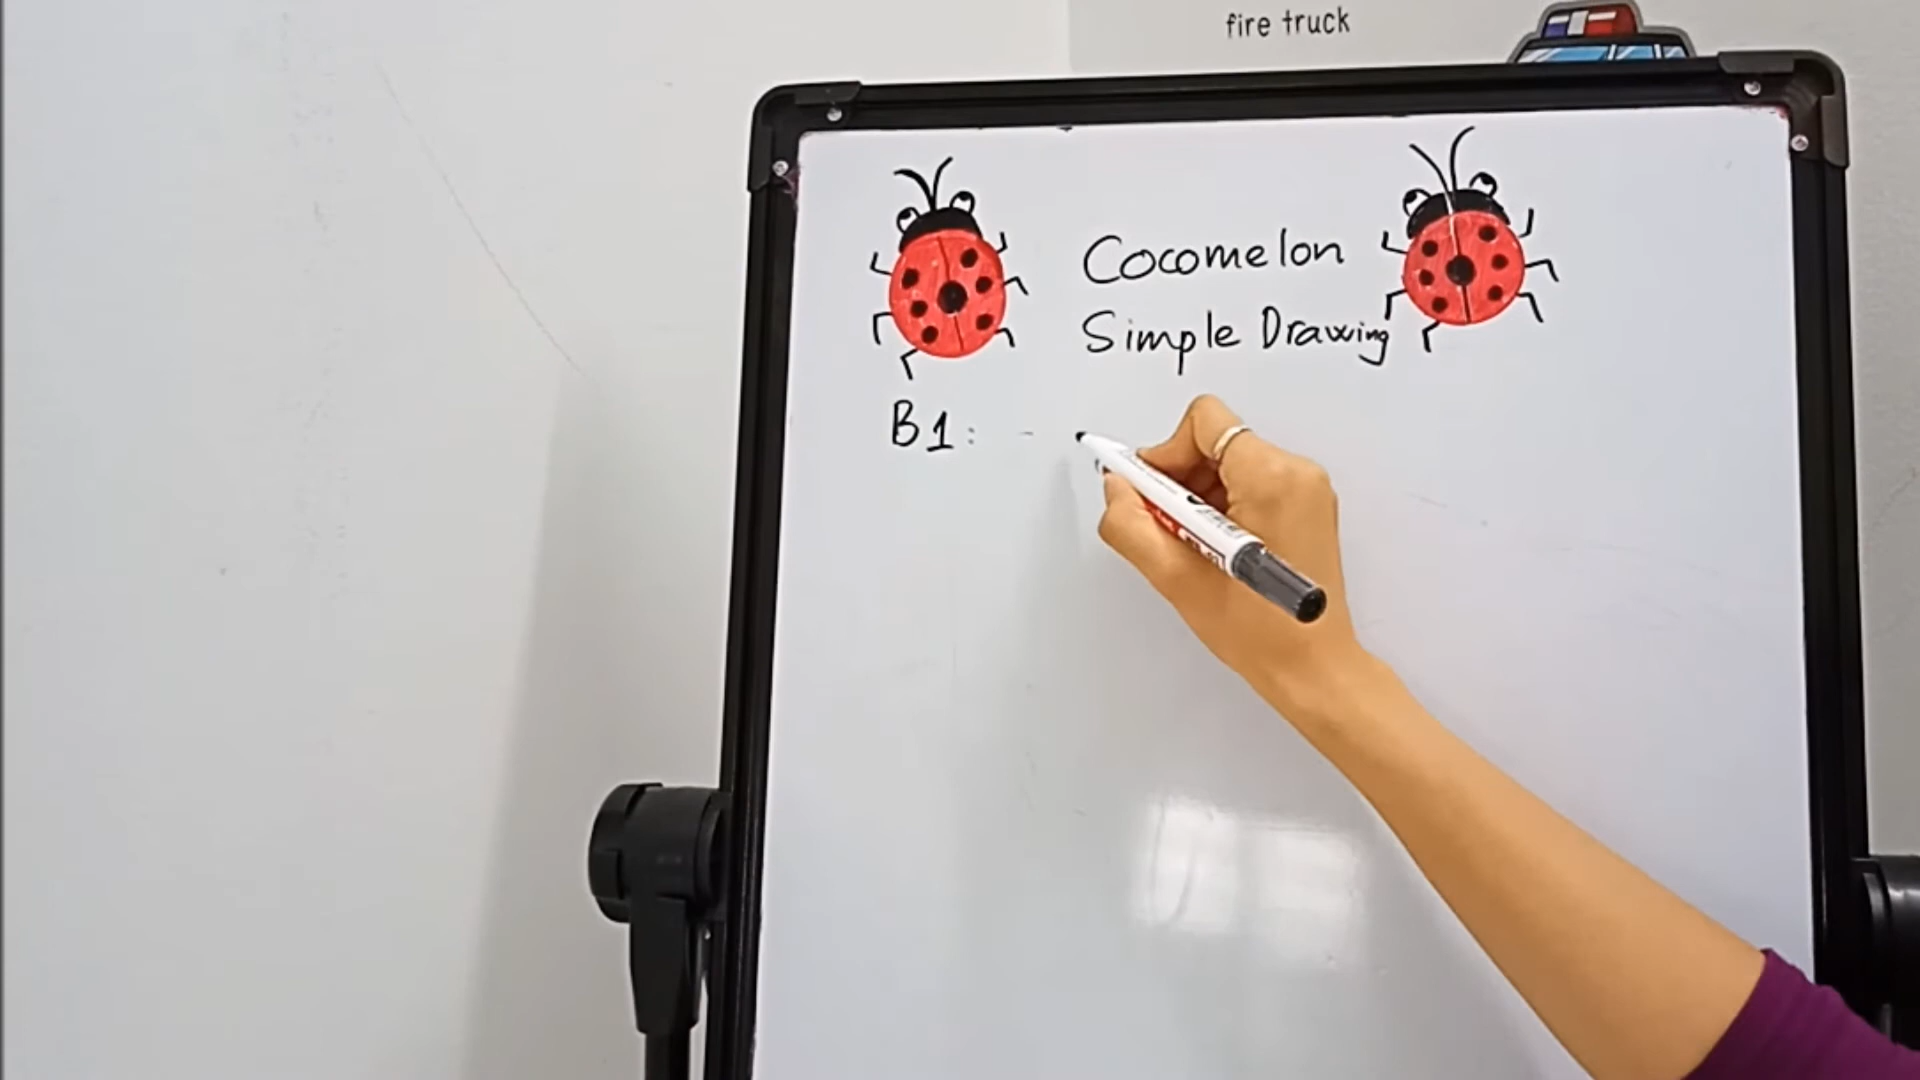 fire truck
Cocomelon
Simple Drawing
B1: -